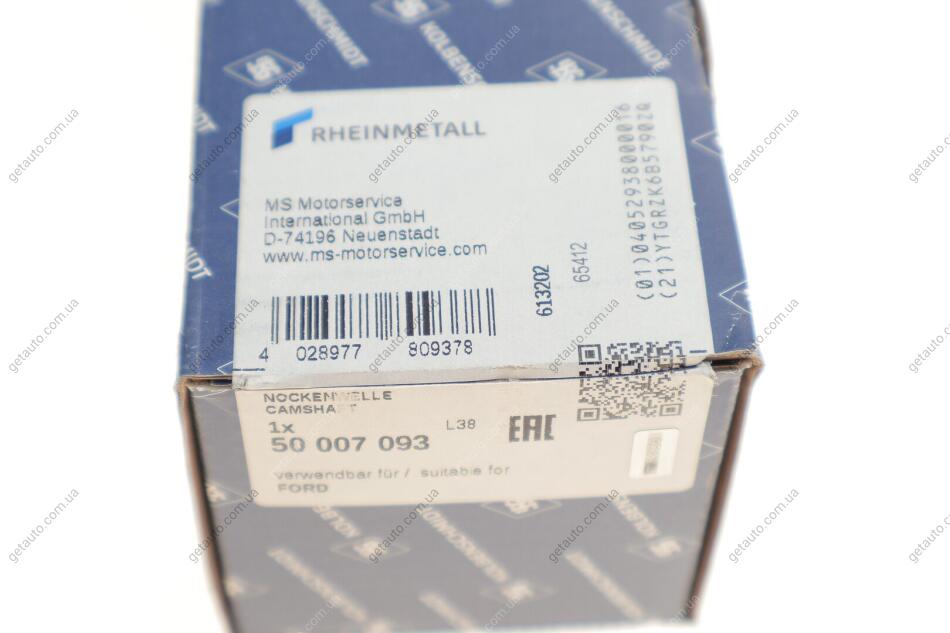 RHEINMETALL
MS Motorservice
International GmbH
D-74196 Neuenstadt
www.ms-motorservice.com
4 028977 809378
613202
65412
(01)04052938000016
(21)YTGRZK6B5790ZQ
NOCKENWELLE
CAMSHAFT
1x
50 007 093
L38
EAC
verwendbar für / suitable for
FORD
KOLBENSCHMIDT
getauto.com.ua